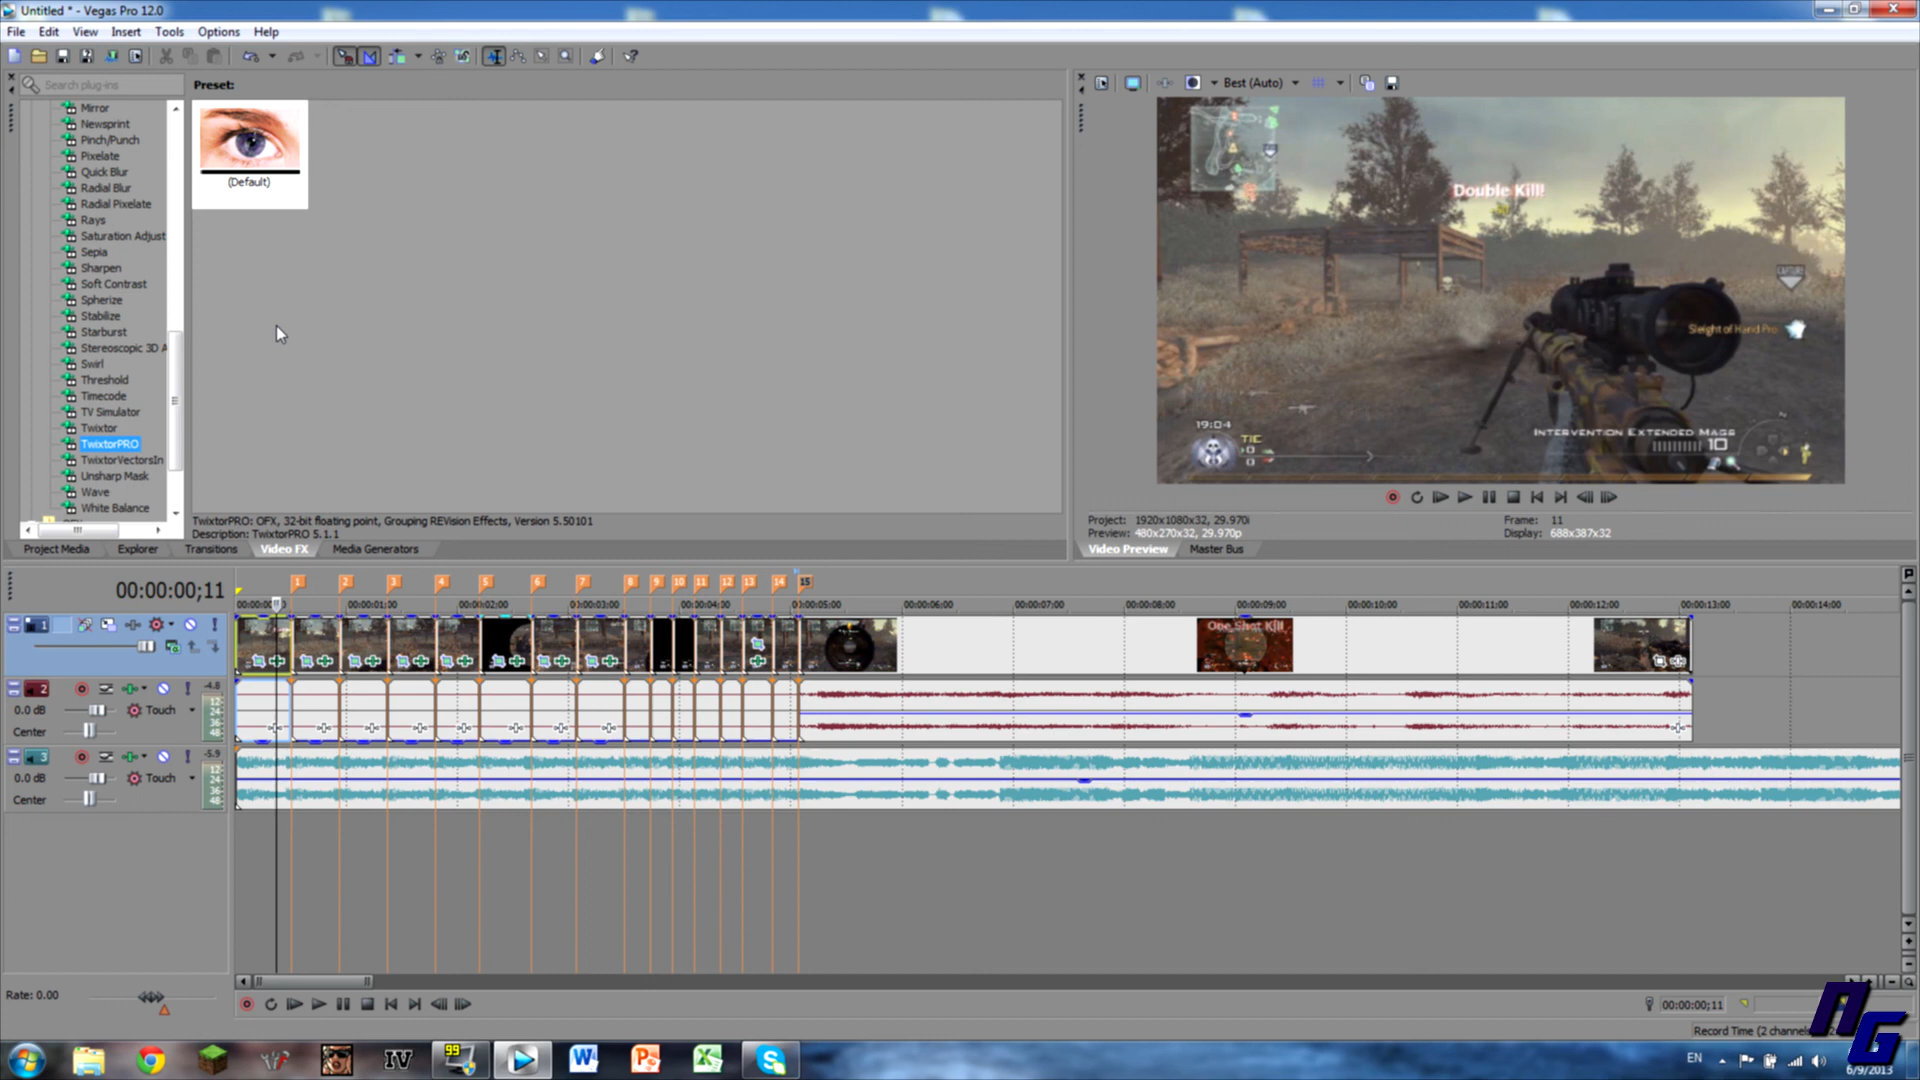 Untitled * - Vegas Pro 12.0
File Edit View Insert Tools Options Help
Search plug-ins
Preset:
Best (Auto)
Mirror
Newsprint
Pinch/Punch
Pixelate
Quick Blur
Radial Blur
Radial Pixelate
Rays
Saturation Adjust
Sepia
Sharpen
Soft Contrast
Spherize
Stabilize
Starburst
Stereoscopic 3D A
Swirl
Threshold
Timecode
TV Simulator
Twixtor
TwixtorPRO
TwixtorVectorsIn
Unsharp Mask
Wave
White Balance
(Default)
Double Kill!
CAPTURE
Sleight of Hand Pro
19:04
TIE
0
0
Intervention Extended Mags
10
TwixtorPRO: OFX, 32-bit floating point, Grouping REVision Effects, Version 5.50101
Description: TwixtorPRO 5.1.1
Project Media Explorer Transitions Video FX Media Generators
Project: 1920x1080x32, 29.970i
Preview: 480x270x32, 29.970p
Frame: 11
Display: 688x387x32
Video Preview Master Bus
00:00:00;11
1 2 3 4 5 6 7 8 9 10 11 12 13 14 15
00:00:01;00 00:00:02;00 00:00:03;00 00:00:04;00 00:00:05;00 00:00:06;00 00:00:07;00 00:00:08;00 00:00:09;00 00:00:10;00 00:00:11;00 00:00:12;00 00:00:13;00 00:00:14;00
1
One Shot Kill
2
-4.8
0.0 dB Touch
Center
12
24
36
48
3
-5.9
0.0 dB Touch
Center
12
24
36
48
Rate: 0.00
00:00:00;11
Record Time (2 channels
NG
99
IV
EN
6/9/2013